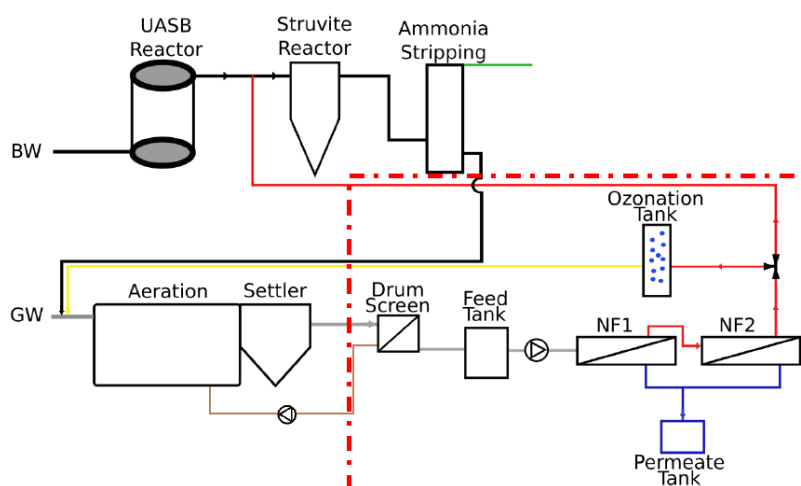 UASB
Reactor
Struvite
Reactor
Ammonia
Stripping
BW
Ozonation
Tank
GW
Aeration
Settler
Drum
Screen
Feed
Tank
NF1
NF2
Permeate
Tank